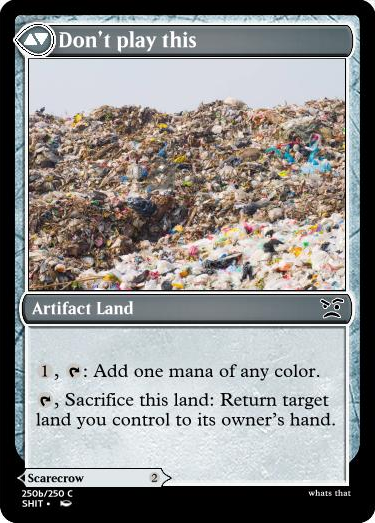 Don't play this
Artifact Land
1, T: Add one mana of any color.
T, Sacrifice this land: Return target
land you control to its owner's hand.
Scarecrow 2
250b/250 C
SHIT •
whats that